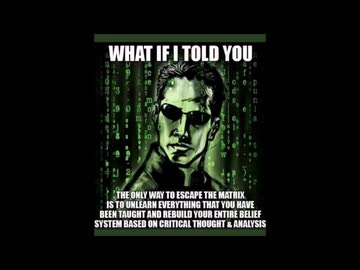 WHAT IF I TOLD YOU
THE ONLY WAY TO ESCAPE THE MATRIX
IS TO UNLEARN EVERYTHING THAT YOU HAVE
BEEN TAUGHT AND REBUILD YOUR ENTIRE BELIEF
SYSTEM BASED ON CRITICAL THOUGHT & ANALYSIS